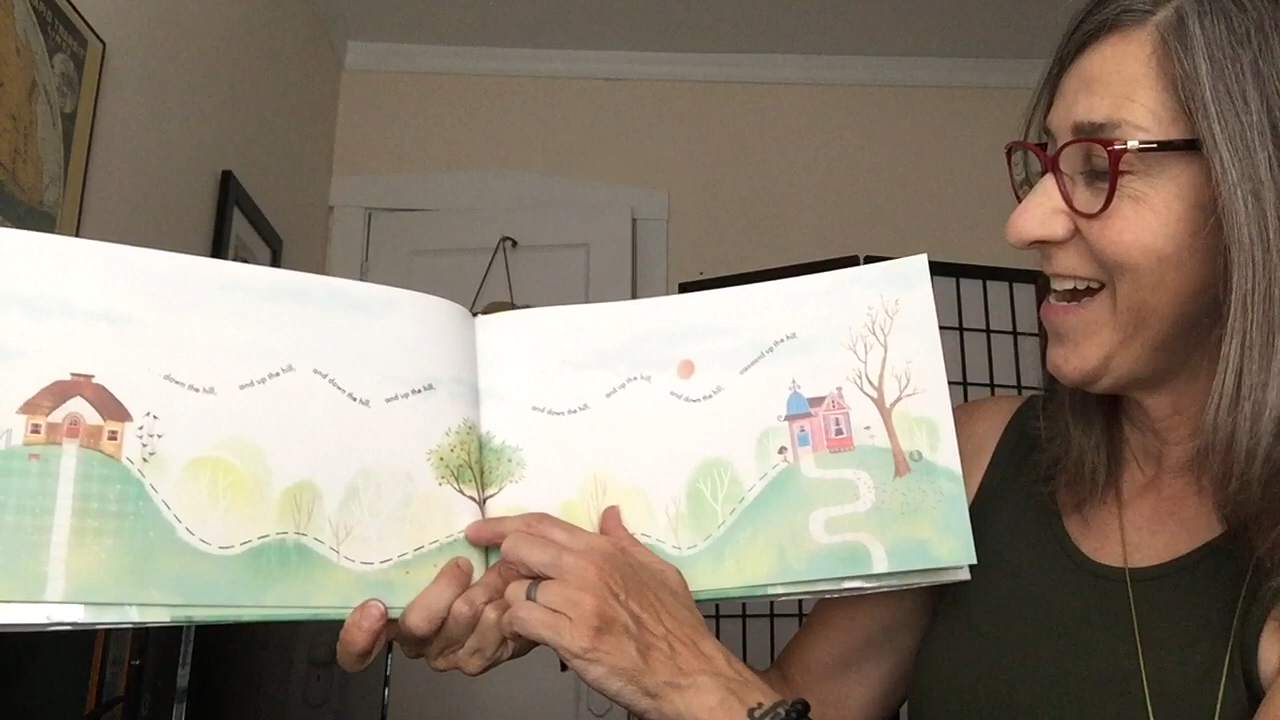 down the hill,
and up the hill,
and down the hill,
and up the hill,
and down the hill,
and up the hill,
and down the hill,
up the hill,